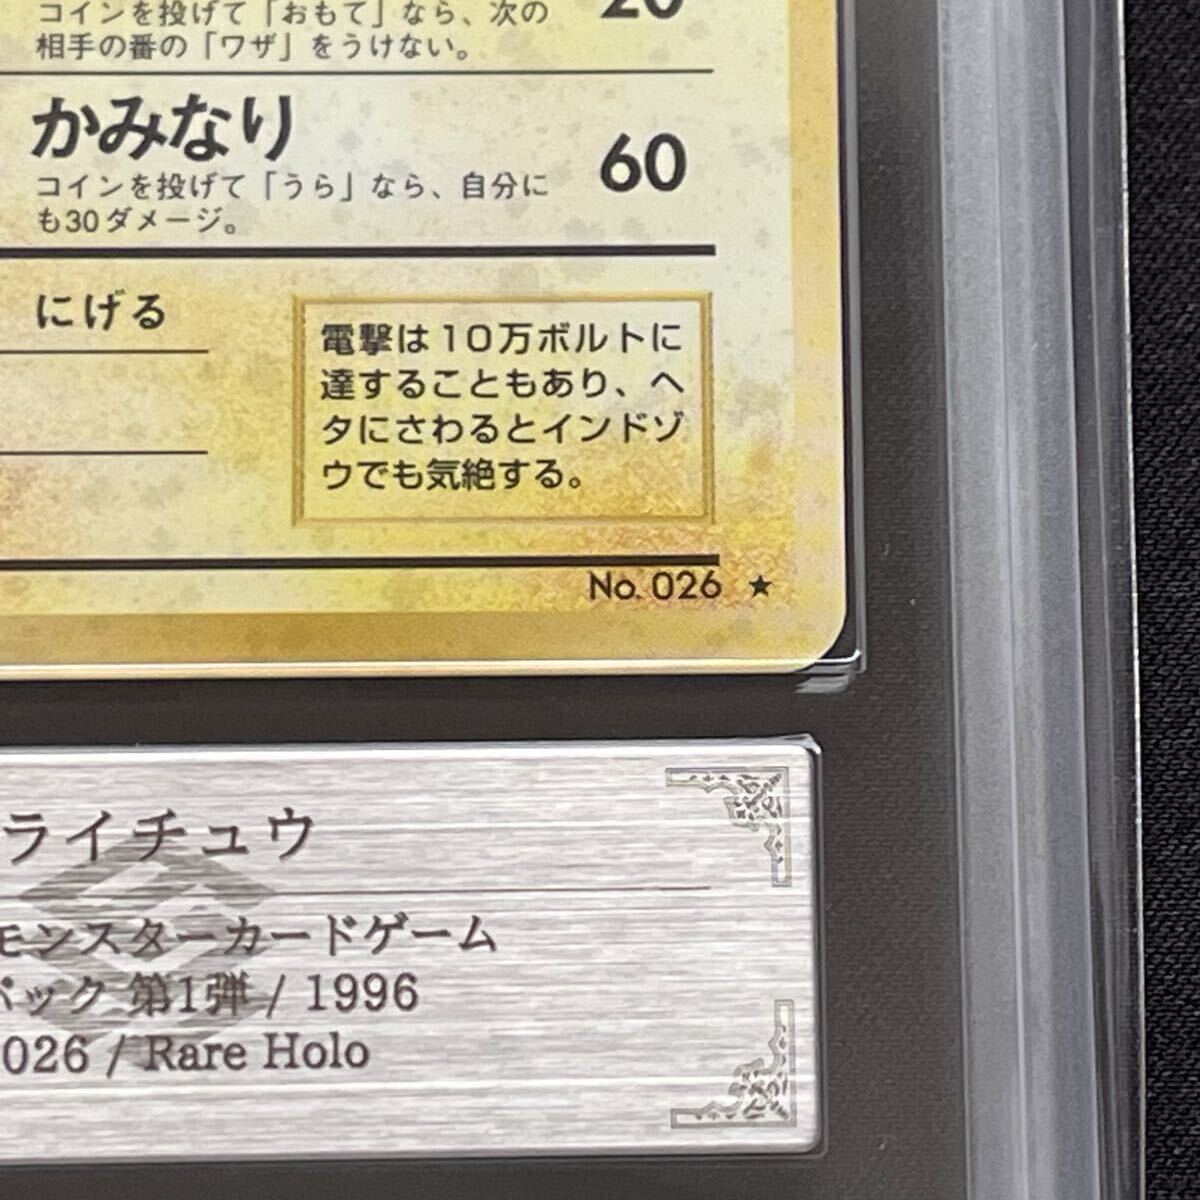 コインを投げて「おもて」なら、次の
20
相手の番の「ワザ」をうけない。
かみなり
60
コインを投げて「うら」なら、自分に
も30ダメージ。
にげる
電撃は10万ボルトに
達することもあり、ヘ
タにさわるとインドゾ
ウでも気絶する。
No. 026 ★
ライチュウ
モンスターカードゲーム
パック 第1弾 / 1996
026 / Rare Holo